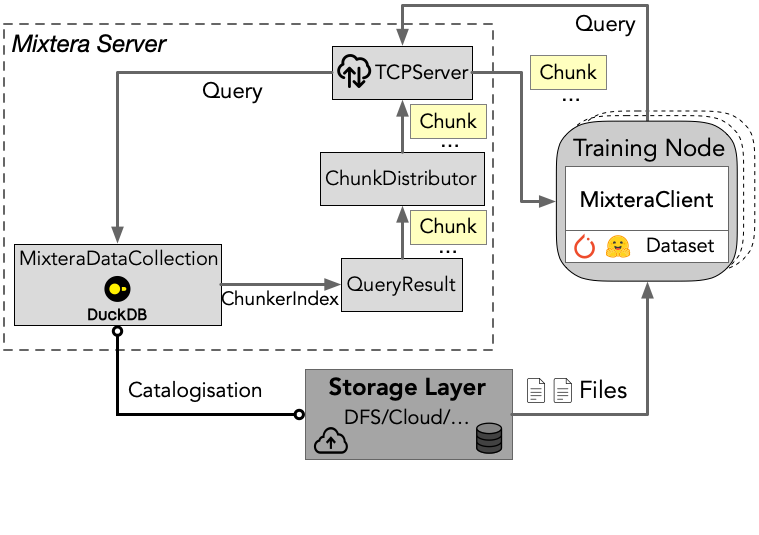 Mixtera Server
Query
TCPServer
Chunk
...
Query
Chunk
...
Training Node
ChunkDistributor
MixteraClient
Chunk
...
Dataset
MixteraDataCollection
DuckDB
ChunkerIndex
QueryResult
Catalogisation
Storage Layer
DFS/Cloud/...
Files